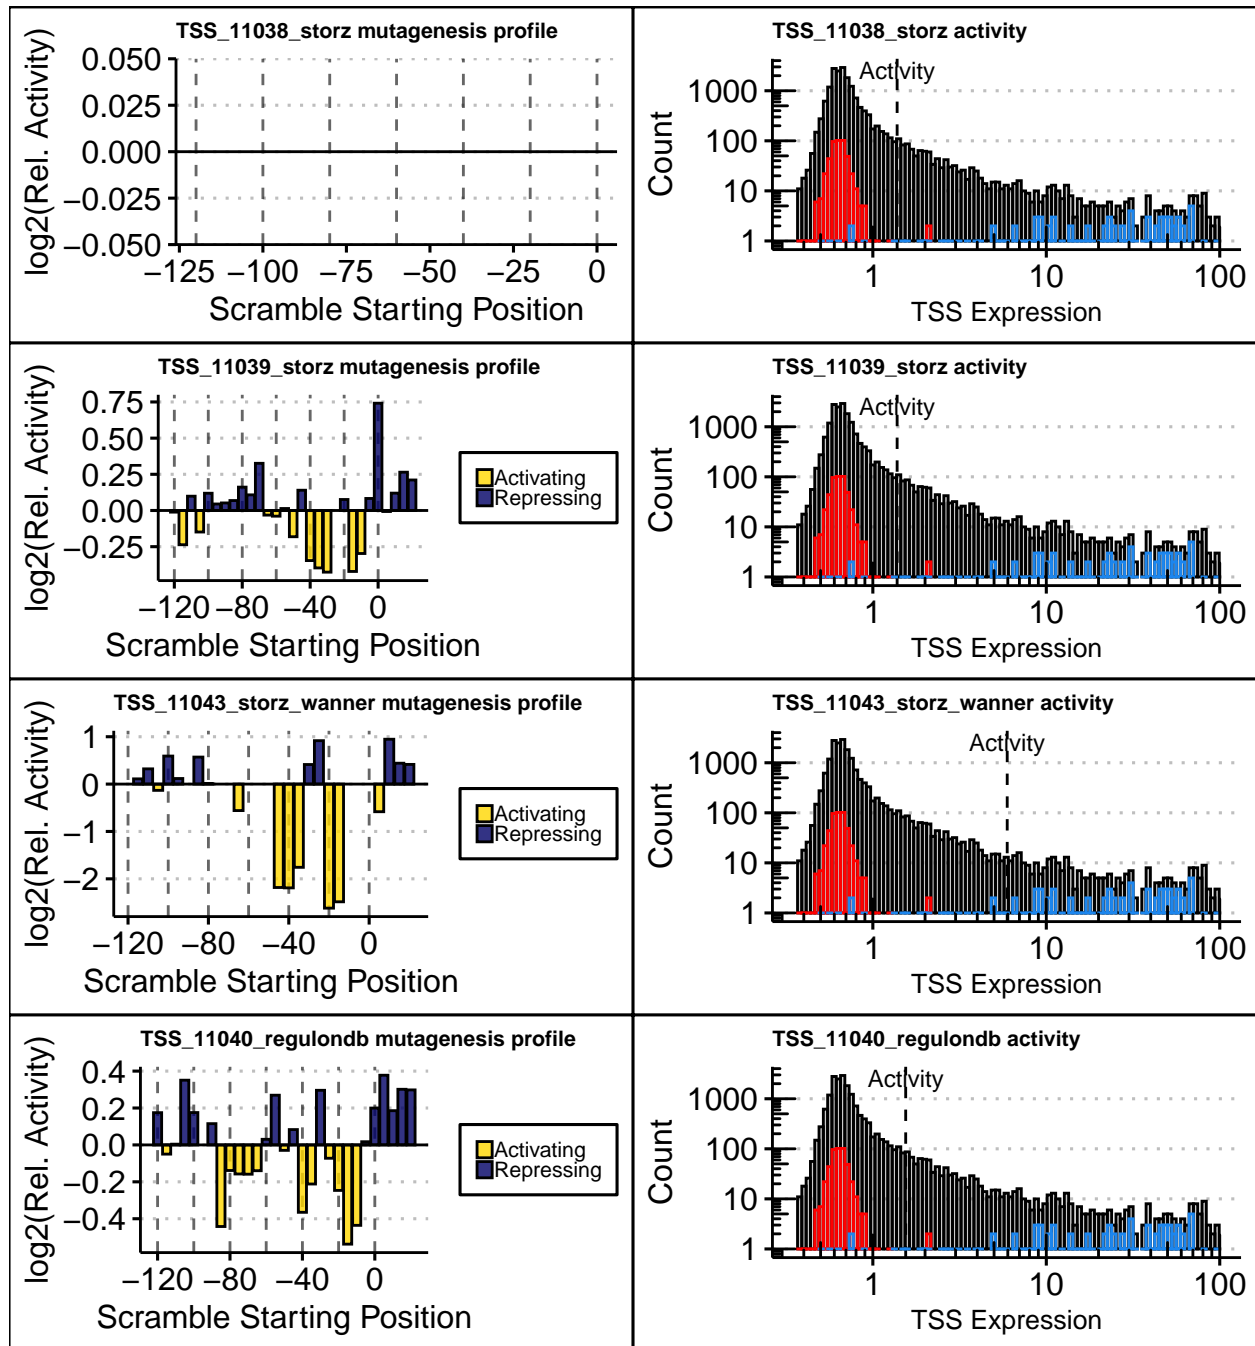 TSS_11038_storz mutagenesis profile
log2(Rel. Activity)
0.050
0.025
0.000
−0.025
−0.050
−125 −100 −75 −50 −25 0
Scramble Starting Position
TSS_11038_storz activity
Activity
Count
1000
100
10
1
1 10 100
TSS Expression
TSS_11039_storz mutagenesis profile
log2(Rel. Activity)
0.75
0.50
0.25
0.00
−0.25
−120 −80 −40 0
Scramble Starting Position
Activating
Repressing
TSS_11039_storz activity
Activity
Count
1000
100
10
1
1 10 100
TSS Expression
TSS_11043_storz_wanner mutagenesis profile
log2(Rel. Activity)
1
0
−1
−2
−120 −80 −40 0
Scramble Starting Position
Activating
Repressing
TSS_11043_storz_wanner activity
Activity
Count
1000
100
10
1
1 10 100
TSS Expression
TSS_11040_regulondb mutagenesis profile
log2(Rel. Activity)
0.4
0.2
0.0
−0.2
−0.4
−120 −80 −40 0
Scramble Starting Position
Activating
Repressing
TSS_11040_regulondb activity
Activity
Count
1000
100
10
1
1 10 100
TSS Expression